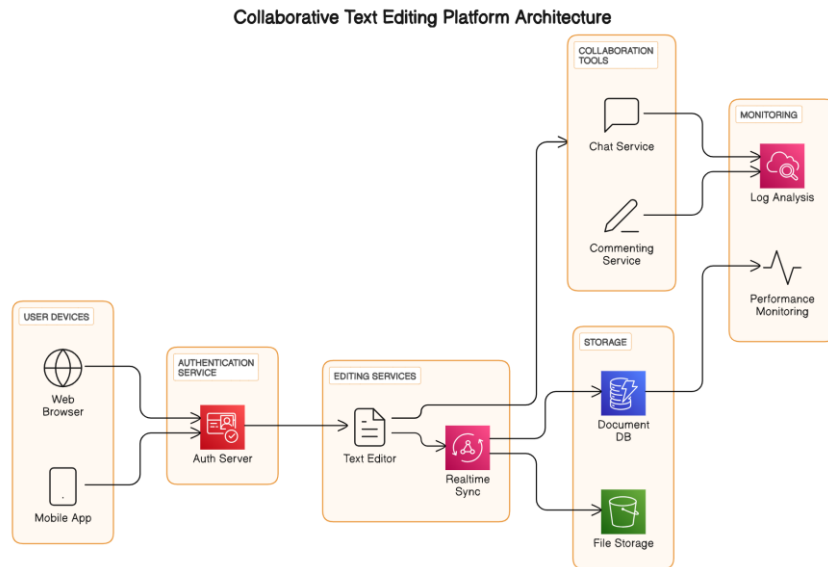 Collaborative Text Editing Platform Architecture
COLLABORATION
TOOLS
Chat Service
Commenting
Service
MONITORING
Log Analysis
Performance
Monitoring
USER DEVICES
Web
Browser
Mobile App
AUTHENTICATION
SERVICE
Auth Server
EDITING SERVICES
Text Editor
Realtime
Sync
STORAGE
Document
DB
File Storage